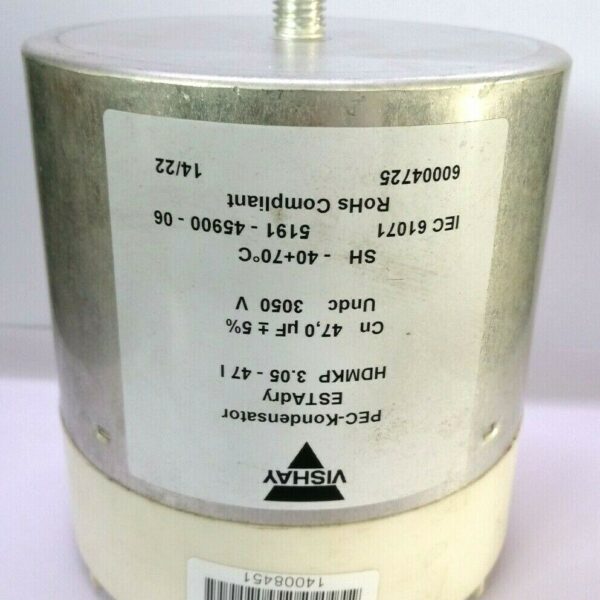 VISHAY
PEC-Kondensator
ESTAdry
HDMKP 3.05 - 47 I
Cn 47,0 µF ± 5%
Undc 3050 V
SH - 40+70°C
IEC 61071 5191 - 45900 - 06
RoHs Compliant
60004725 14/22
14008451